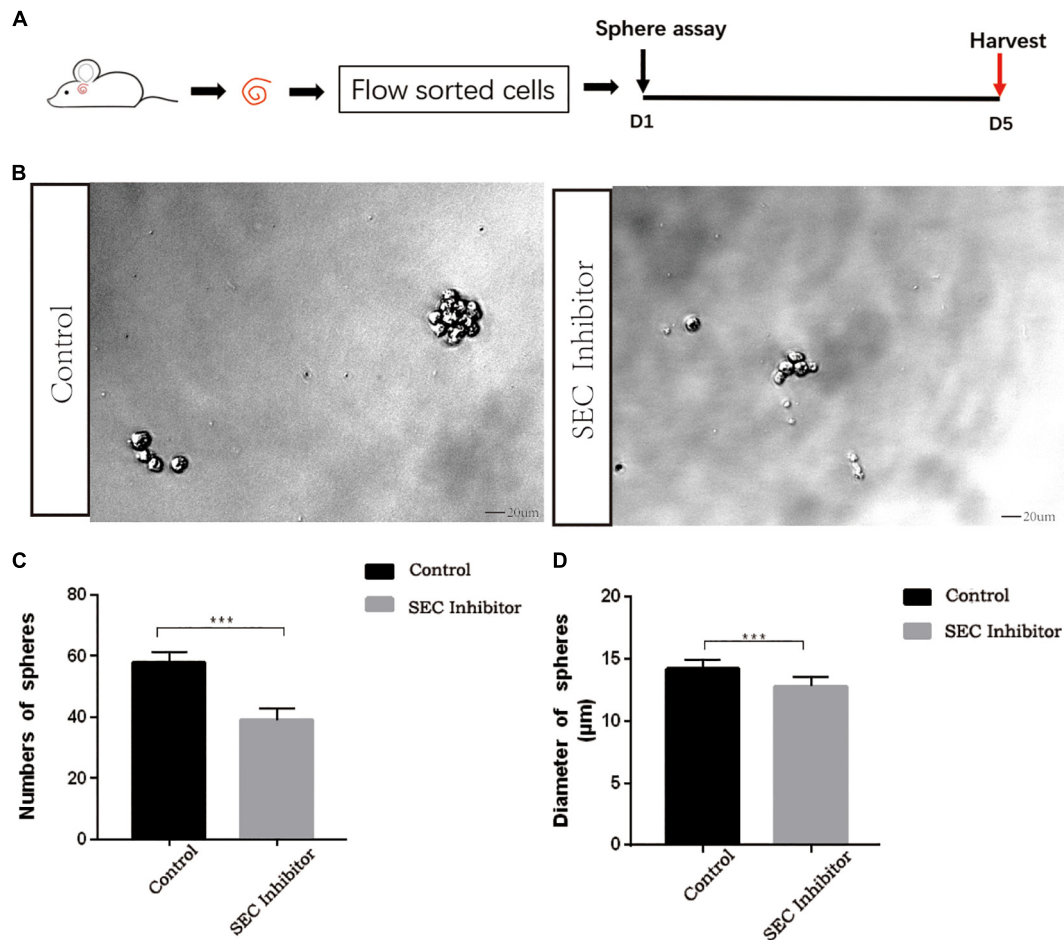 A
Sphere assay
Harvest
Flow sorted cells
D1
D5
B
Control
20um
SEC Inhibitor
20um
C
Control
SEC Inhibitor
80
60
40
20
0
Numbers of spheres
***
Control
SEC Inhibitor
D
Control
SEC Inhibitor
20
15
10
5
0
Diameter of spheres
(μm)
***
Control
SEC Inhibitor